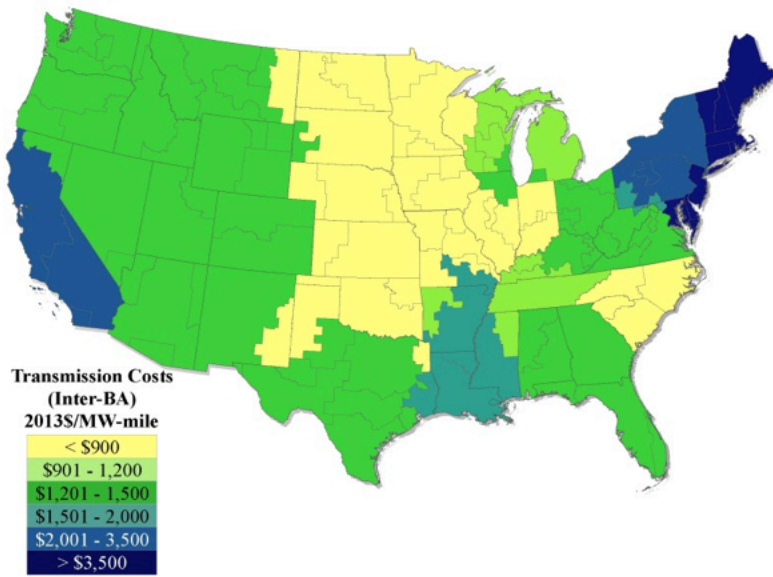 Transmission Costs
(Inter-BA)
2013$/MW-mile
< $900
$901 - 1,200
$1,201 - 1,500
$1,501 - 2,000
$2,001 - 3,500
> $3,500